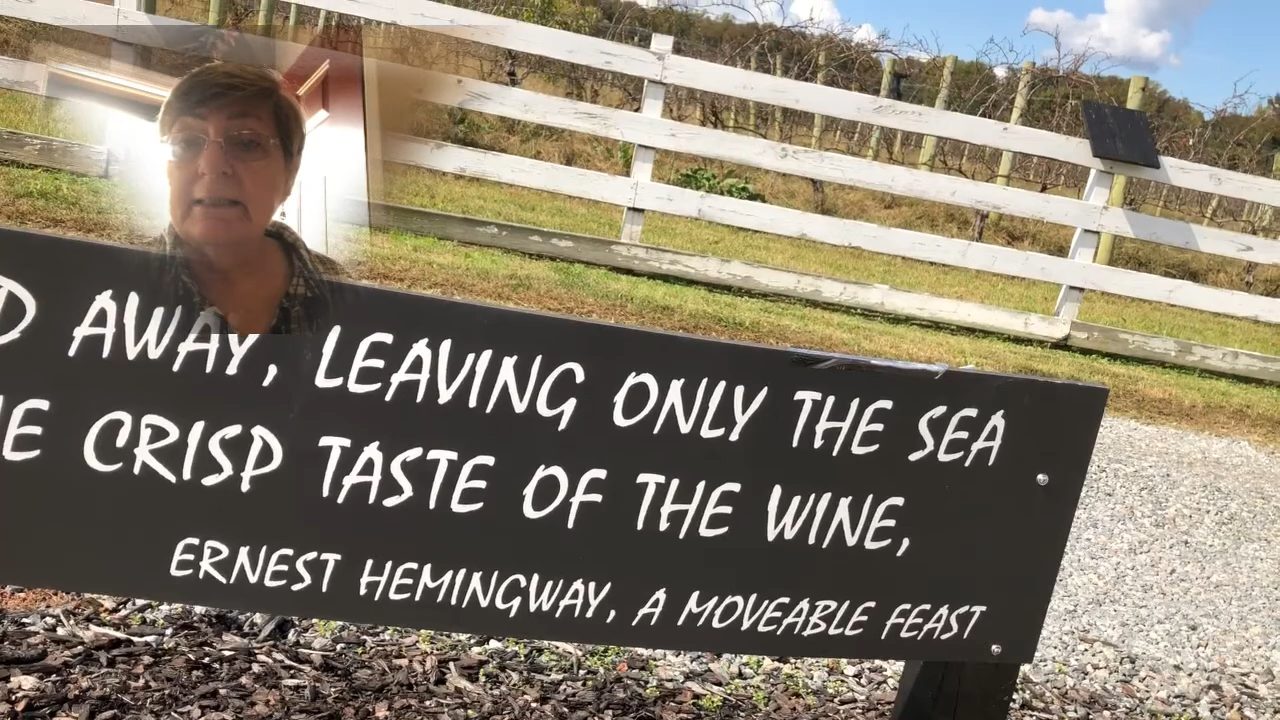 D AWAY, LEAVING ONLY THE SEA
E CRISP TASTE OF THE WINE,
ERNEST HEMINGWAY, A MOVEABLE FEAST